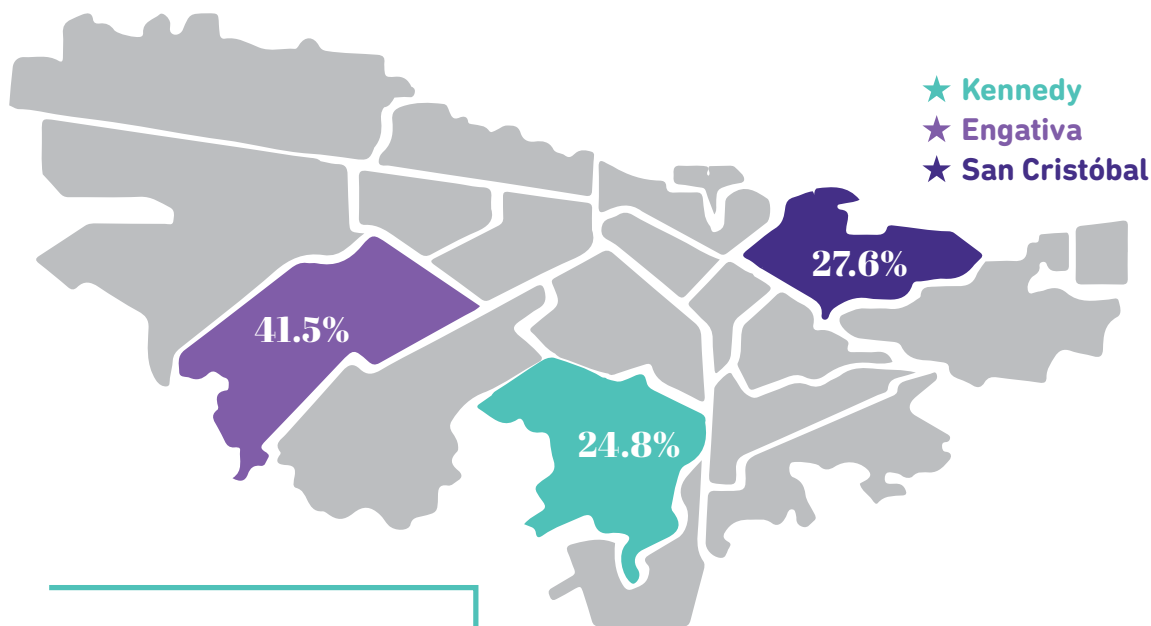 ★ Kennedy
★ Engativa
★ San Cristóbal
27.6%
41.5%
24.8%